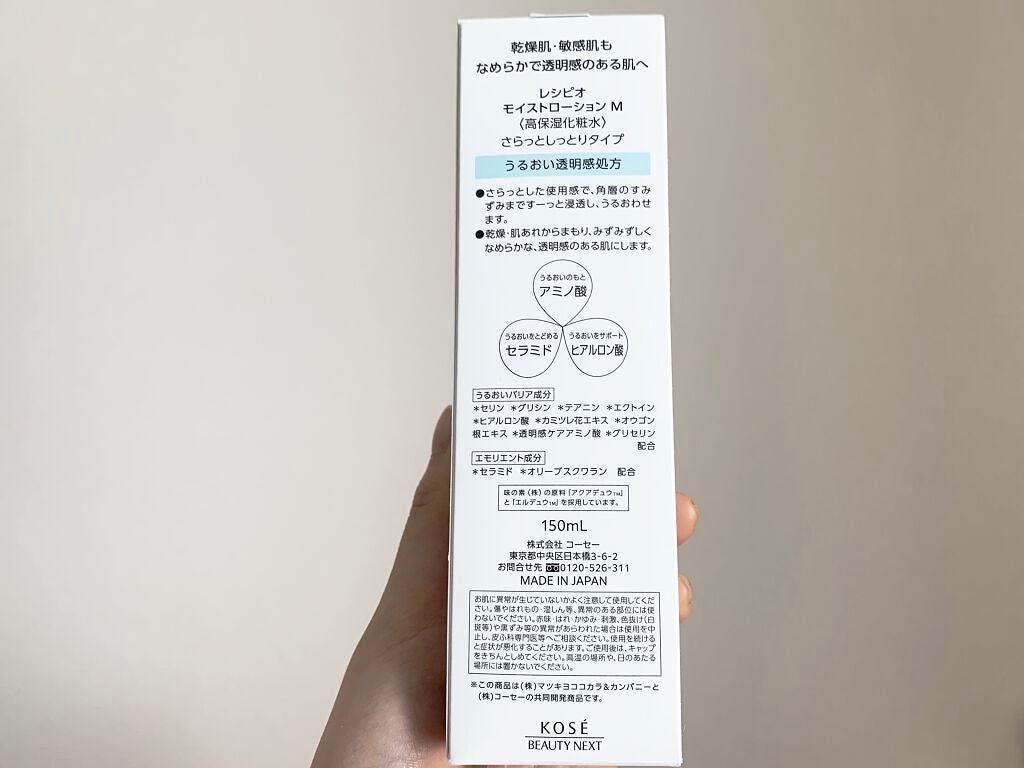 乾燥肌・敏感肌も
なめらかで透明感のある肌へ
レシピオ
モイストローション M
〈高保湿化粧水〉
さらっとしっとりタイプ
うるおい透明感処方
●さらっとした使用感で、角層のすみ
ずみまですーっと浸透し、うるおわせ
ます。
●乾燥・肌あれからまもり、みずみずしく
なめらかな、透明感のある肌にします。
うるおいのもと
アミノ酸
うるおいをとどめる
セラミド
うるおいをサポート
ヒアルロン酸
うるおいバリア成分
＊セリン ＊グリシン ＊テアニン ＊エクトイン
＊ヒアルロン酸 ＊カミツレ花エキス ＊オウゴン
根エキス ＊透明感ケアアミノ酸 ＊グリセリン
配合
エモリエント成分
＊セラミド ＊オリーブスクワラン 配合
味の素(株)の原料「アクアデュウ™」
と「エルデュウ™」を採用しています。
150mL
株式会社 コーセー
東京都中央区日本橋3-6-2
お問合せ先 0120-526-311
MADE IN JAPAN
お肌に異常が生じていないかよく注意して使用してくだ
さい。傷やはれもの・湿しん等、異常のある部位には使
わないでください。赤味・はれ・かゆみ・刺激、色抜け(白
斑等)や黒ずみ等の異常があらわれた場合は使用を中
止し、皮ふ科専門医等へご相談ください。使用を続ける
と症状が悪化することがあります。ご使用後は、キャップ
をきちんとしめてください。高温の場所や、日のあたる
場所には置かないでください。
※この商品は(株)マツキヨココカラ&カンパニーと
(株)コーセーの共同開発商品です。
KOSÉ
BEAUTY NEXT